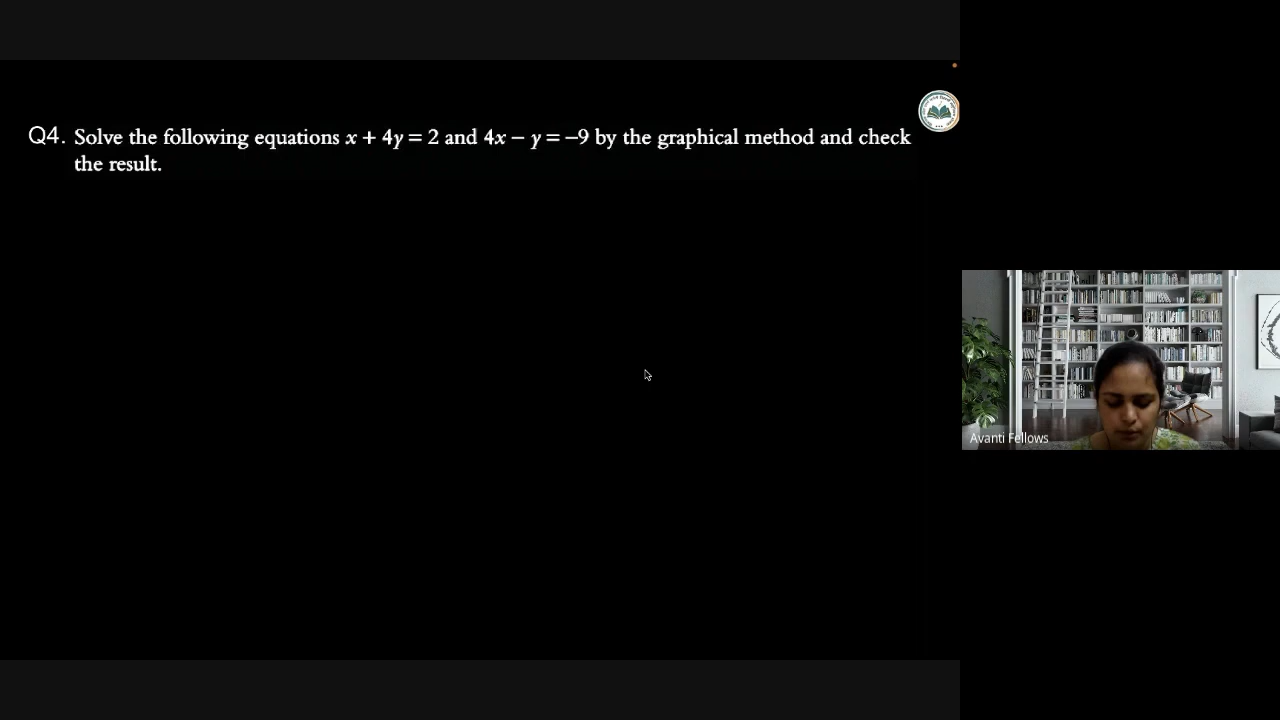 Q4. Solve the following equations x + 4y = 2 and 4x − y = −9 by the graphical method and check
the result.
Avanti Fellows